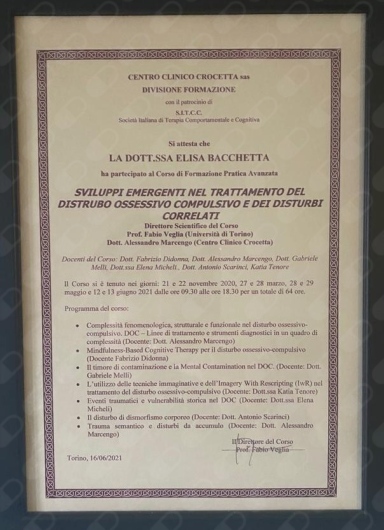 CENTRO CLINICO CROCETTA sas
DIVISIONE FORMAZIONE
con il patrocinio di
S.I.T.C.C.
Società Italiana di Terapia Comportamentale e Cognitiva
Si attesta che
LA DOTT.SSA ELISA BACCHETTA
ha partecipato al Corso di Formazione Pratica Avanzata
SVILUPPI EMERGENTI NEL TRATTAMENTO DEL
DISTRUBO OSSESSIVO COMPULSIVO E DEI DISTURBI
CORRELATI
Direttore Scientifico del Corso
Prof. Fabio Veglia (Università di Torino)
Dott. Alessandro Marcengo (Centro Clinico Crocetta)
Docenti del Corso: Dott. Fabrizio Didonna, Dott. Alessandro Marcengo, Dott. Gabriele
Melli, Dott.ssa Elena Micheli, Dott. Antonio Scarinci, Katia Tenore
Il Corso si è tenuto nei giorni: 21 e 22 novembre 2020, 27 e 28 marzo, 28 e 29
maggio e 12 e 13 giugno 2021 dalle ore 09.30 alle ore 18.30 per un totale di 64 ore.
Programma del corso:
• Complessità fenomenologica, strutturale e funzionale nel disturbo ossessivo-
compulsivo. DOC – Linee di trattamento e strumenti diagnostici in un quadro di
complessità (Docente: Dott. Alessandro Marcengo)
• Mindfulness-Based Cognitive Therapy per il disturbo ossessivo-compulsivo
(Docente Fabrizio Didonna)
• Il timore di contaminazione e la Mental Contamination nel DOC. (Docente: Dott.
Gabriele Melli)
• L'utilizzo delle tecniche immaginative e dell'Imagery With Rescripting (IwR) nel
trattamento del disturbo ossessivo-compulsivo (Docente: Dott.ssa Katia Tenore)
• Eventi traumatici e vulnerabilità storica nel DOC (Docente: Dott.ssa Elena
Micheli)
• Il disturbo di dismorfismo corporeo (Docente: Dott. Antonio Scarinci)
• Trauma semantico e disturbi da accumulo (Docente: Dott. Alessandro
Marcengo)
Il Direttore del Corso
Prof. Fabio Veglia
Torino, 16/06/2021